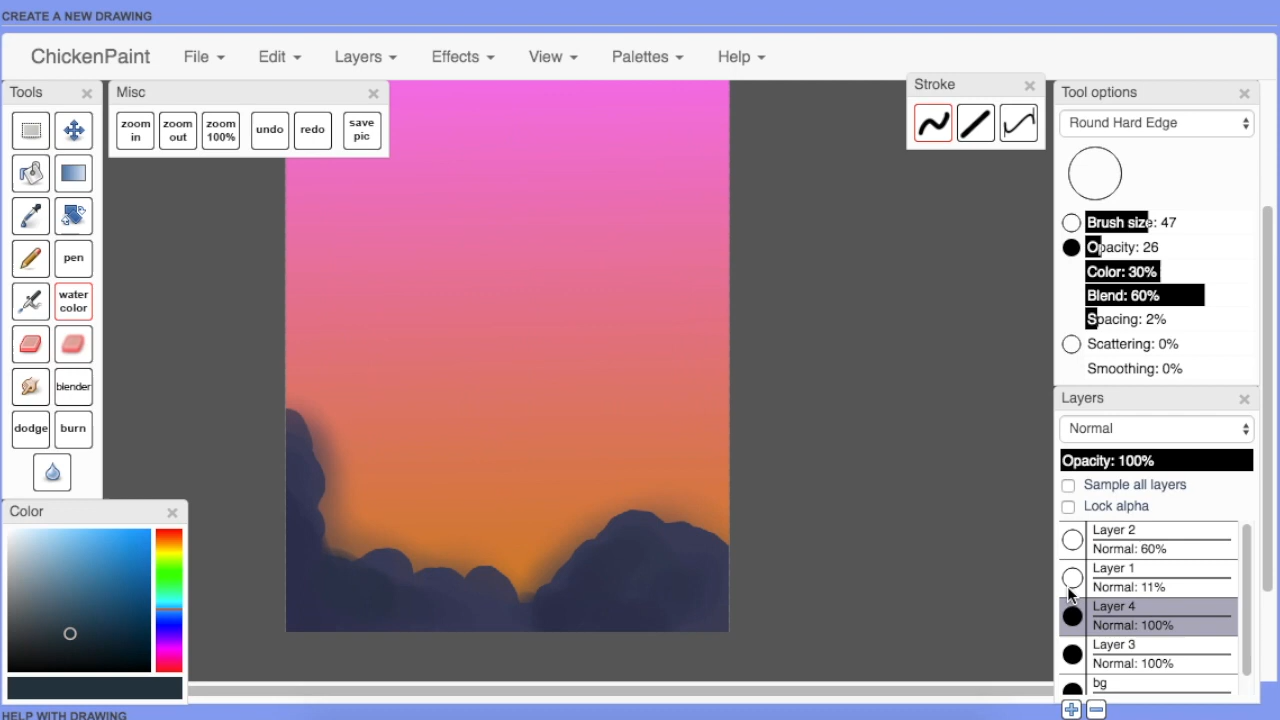 CREATE A NEW DRAWING
ChickenPaint File Edit Layers Effects View Palettes Help
Tools
Misc
zoom in
zoom out
zoom 100%
undo
redo
save pic
Stroke
Tool options
Round Hard Edge
Brush size: 47
Opacity: 26
Color: 30%
Blend: 60%
Spacing: 2%
Scattering: 0%
Smoothing: 0%
pen
water color
blender
dodge
burn
Layers
Normal
Opacity: 100%
Sample all layers
Lock alpha
Layer 2
Normal: 60%
Layer 1
Normal: 11%
Layer 4
Normal: 100%
Layer 3
Normal: 100%
bg
Color
HELP WITH DRAWING